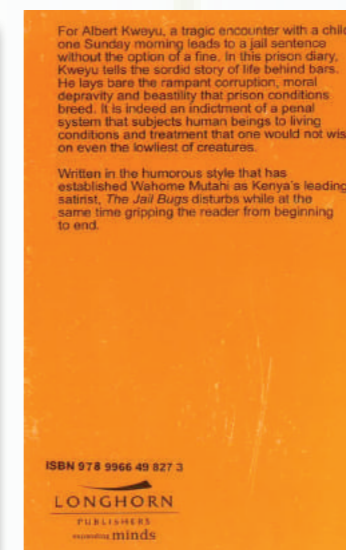 For Albert Kweyu, a tragic encounter with a child
one Sunday morning leads to a jail sentence
without the option of a fine. In this prison diary,
Kweyu tells the sordid story of life behind bars.
He lays bare the rampant corruption, moral
depravity and beastility that prison conditions
breed. It is indeed an indictment of a penal
system that subjects human beings to living
conditions and treatment that one would not wis
on even the lowliest of creatures.
Written in the humorous style that has
established Wahome Mutahi as Kenya's leading
satirist, The Jail Bugs disturbs while at the
same time gripping the reader from beginning
to end.
ISBN 978 9966 49 827 3
LONGHORN
PUBLISHERS
expanding minds